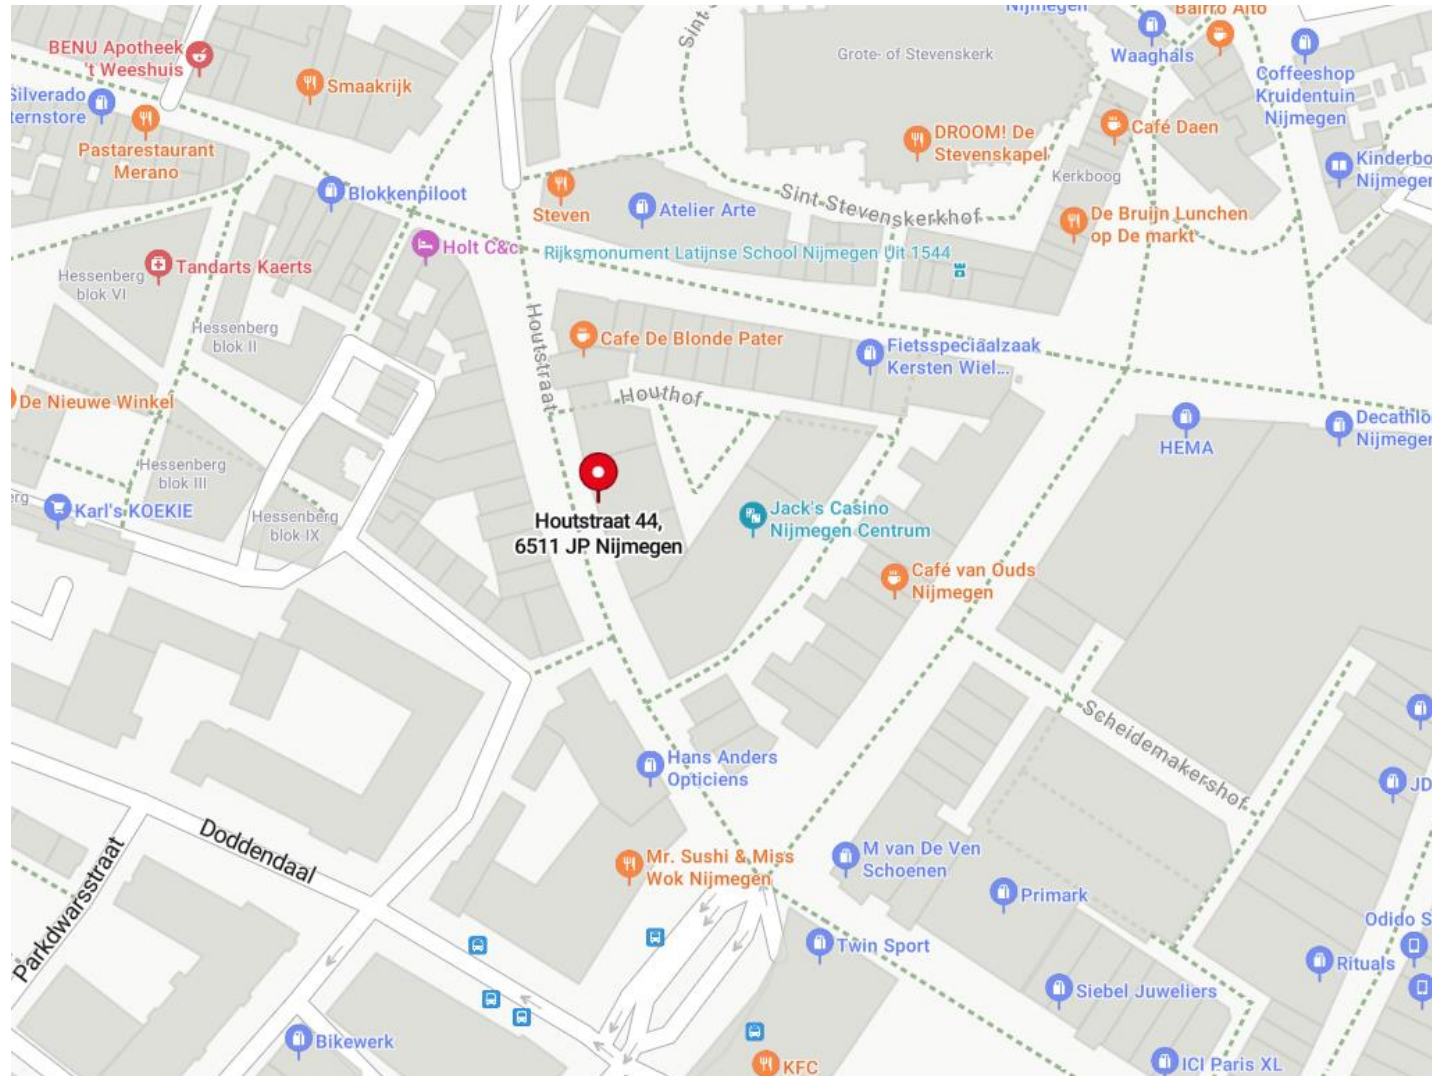 Nijmegen
Bairro Alto
BENU Apotheek
't Weeshuis
Smaakrijk
Sint-S
Grote- of Stevenskerk
Waaghals
Coffeeshop
Kruidentuin
Nijmegen
Silverado
ternstore
Pastarestaurant
Merano
DROOM! De
Stevenskapel
Café Daen
Kerkboog
Kinderbo
Nijmegen
Blokkenpiloot
Steven
Atelier Arte
Sint-Stevenskerkhof
De Bruijn Lunchen
op De markt
Holt C&c
Rijksmonument Latijnse School Nijmegen Uit 1544
Tandarts Kaerts
Hessenberg
blok VI
Hessenberg
blok II
Houtstraat
Cafe De Blonde Pater
Fietsspeciaalzaak
Kersten Wiel...
De Nieuwe Winkel
Houthof
HEMA
Decathlo
Nijmegen
Hessenberg
blok III
erg
Karl's KOEKIE
Hessenberg
blok IX
Houtstraat 44,
6511 JP Nijmegen
Jack's Casino
Nijmegen Centrum
Café van Ouds
Nijmegen
Scheidemakershof
Hans Anders
Opticiens
JD
Doddendaal
Parkdwarsstraat
Mr. Sushi & Miss
Wok Nijmegen
M van De Ven
Schoenen
Primark
Odido S
Twin Sport
Rituals
Siebel Juweliers
Bikewerk
KFC
ICI Paris XL